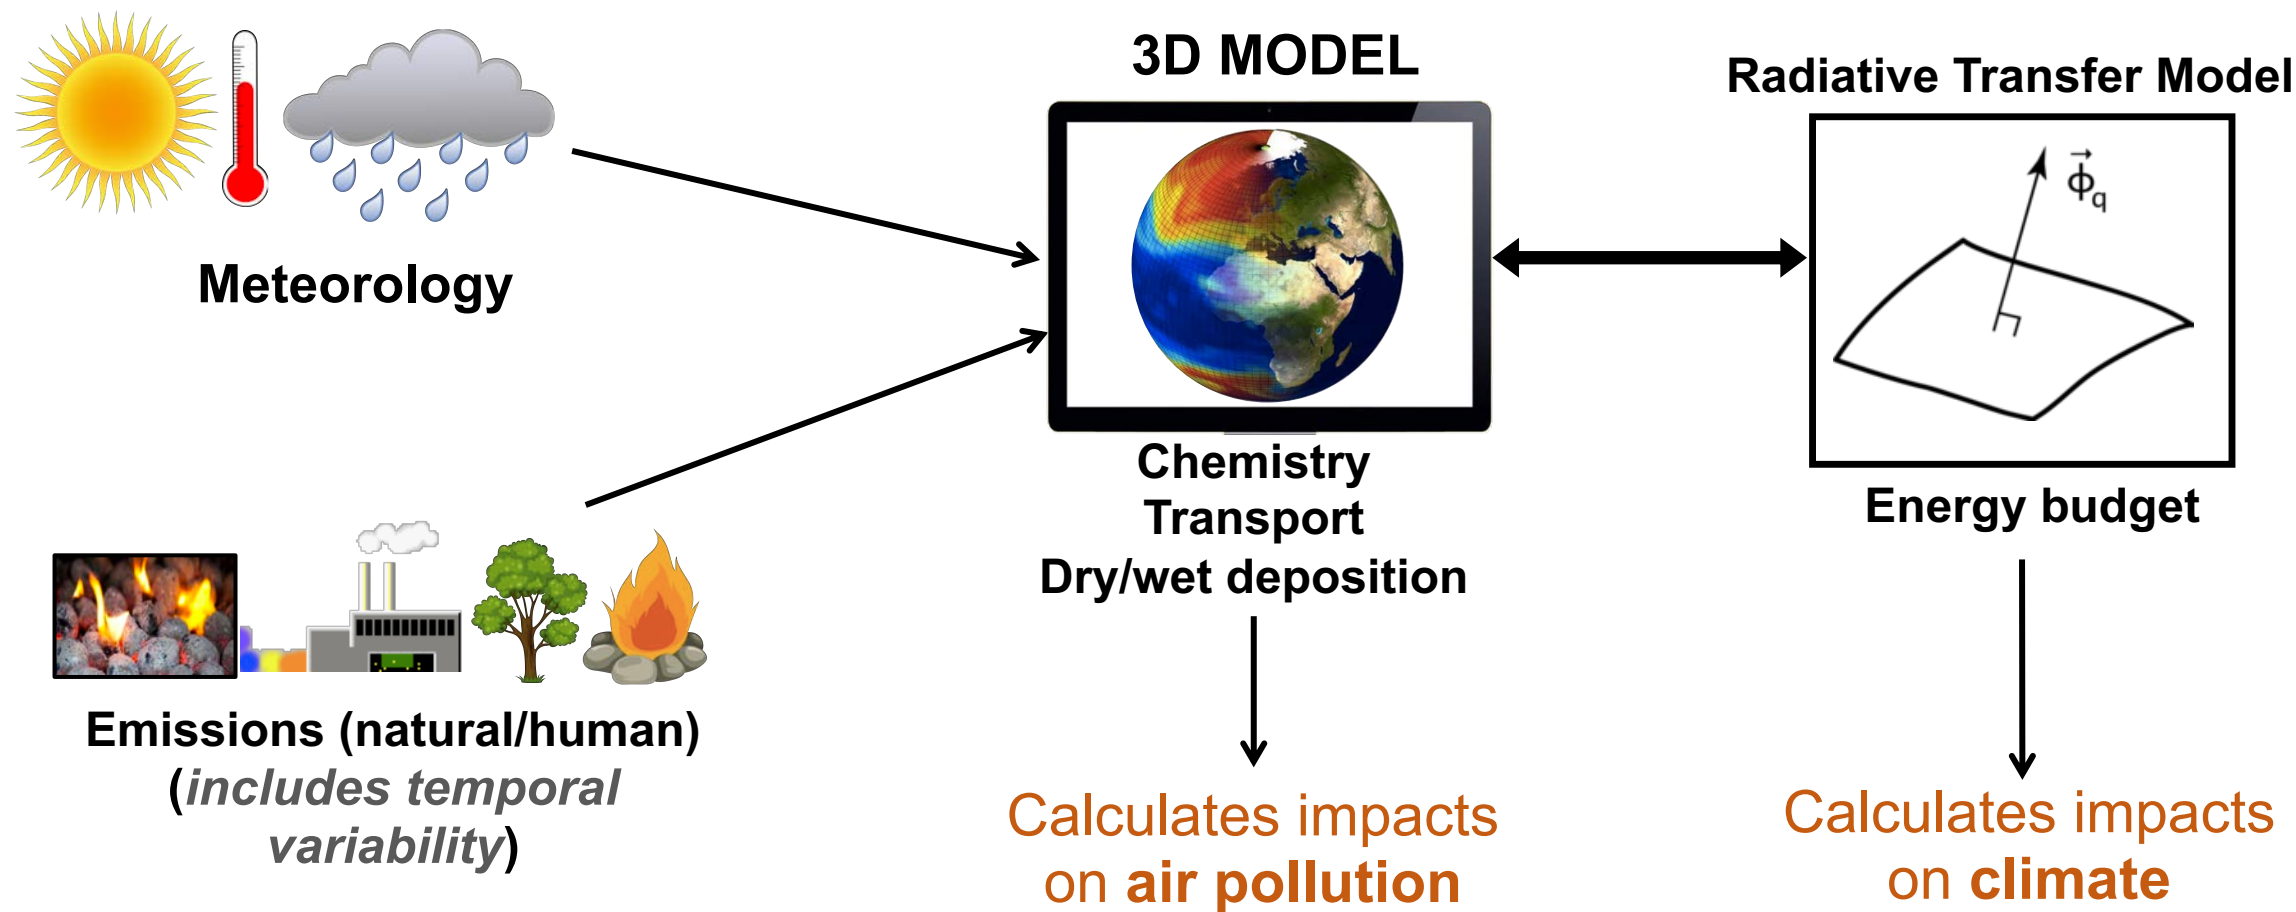 Meteorology
Emissions (natural/human)
(includes temporal
variability)
3D MODEL
Chemistry
Transport
Dry/wet deposition
Calculates impacts
on air pollution
Radiative Transfer Model
ϕ⃗q
Energy budget
Calculates impacts
on climate